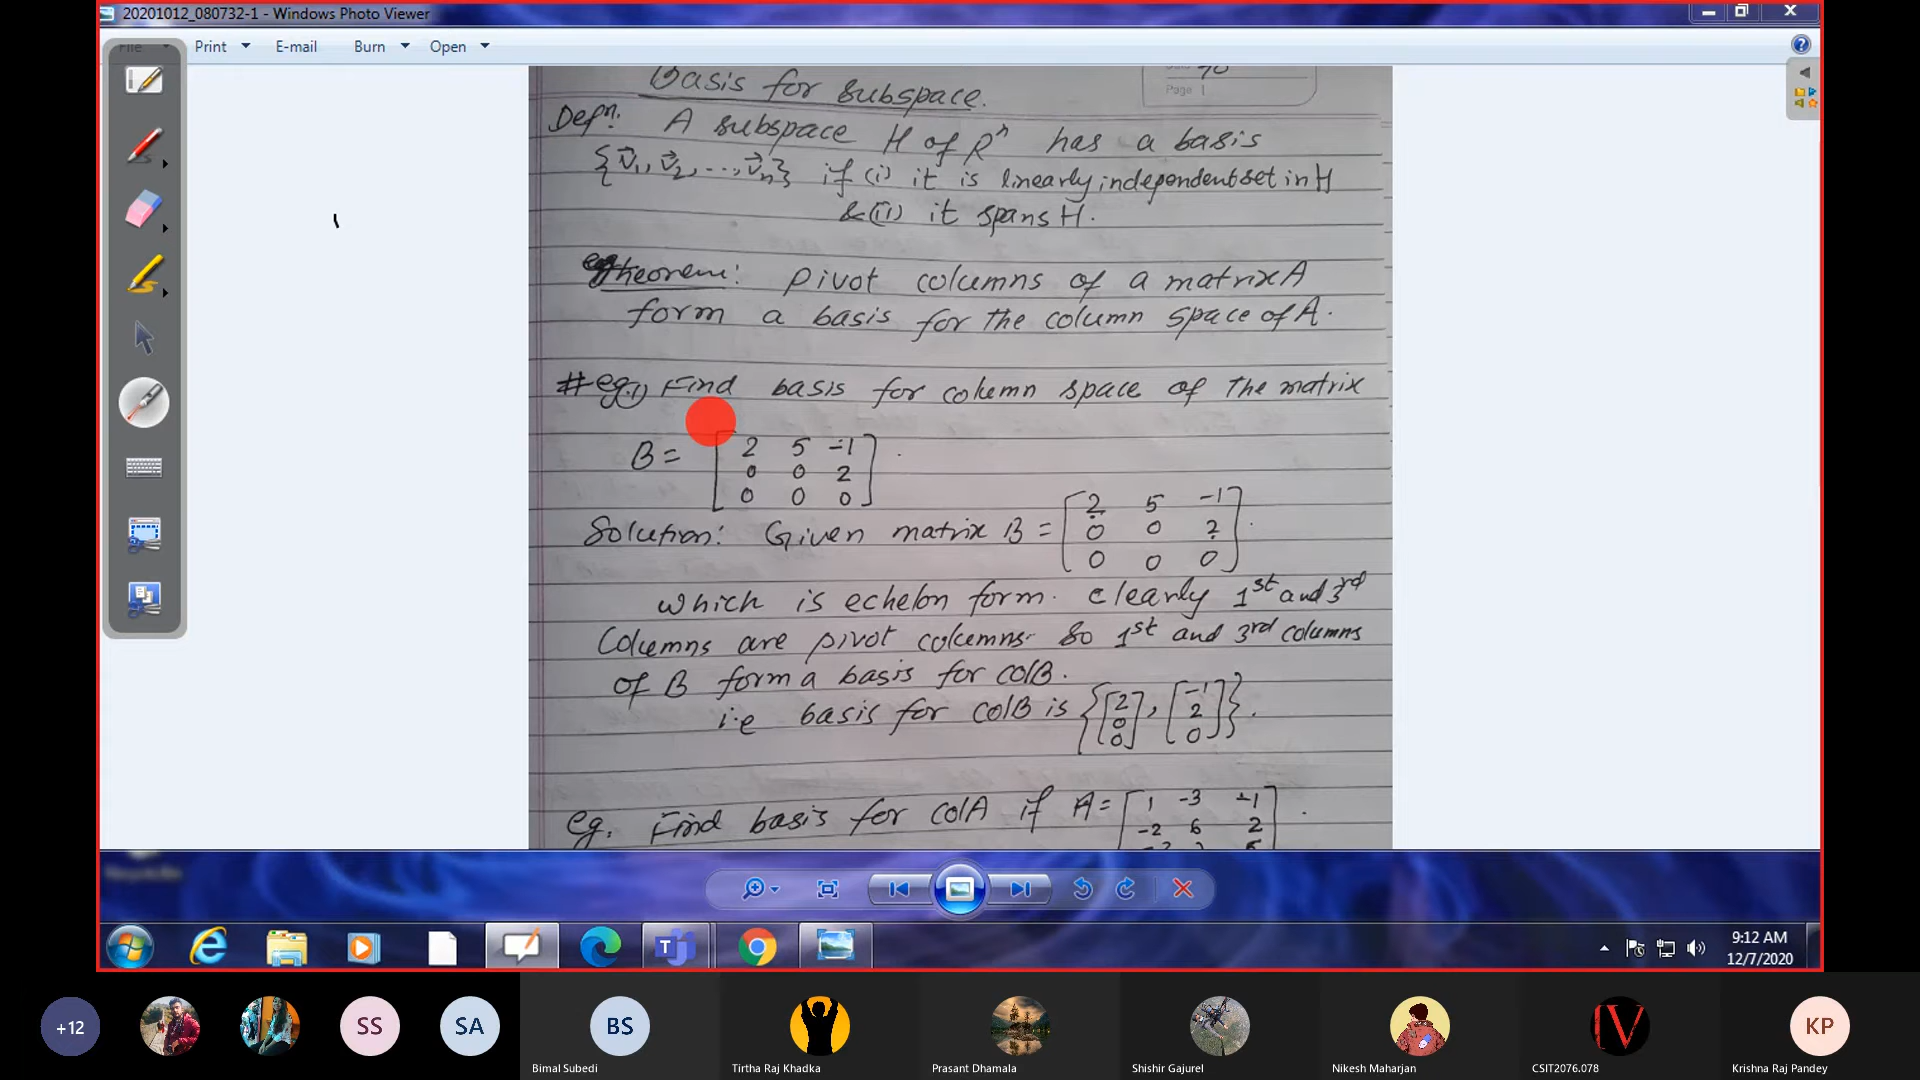 20201012_080732-1 - Windows Photo Viewer
File Print E-mail Burn Open
Basis for subspace.
Page 1
Defn: A subspace H of Rn has a basis
{v⃗1, v⃗2, ..., v⃗n} if (i) it is linearly independent set in H
& (ii) it spans H.
Theorem: pivot columns of a matrix A
form a basis for the column space of A.
# eg.1) Find basis for column space of the matrix
B = [2 5 -1
0 0 2
0 0 0].
Solution: Given matrix B = [2 5 -1
0 0 2
0 0 0].
which is echelon form. clearly 1st and 3rd
Columns are pivot columns. So 1st and 3rd columns
of B form a basis for colB.
i.e basis for colB is {[2
0
0], [-1
2
0]}.
eg. Find basis for colA if A = [1 -3 -1
-2 6 2
9:12 AM
12/7/2020
+12
SS
SA
BS
KP
Bimal Subedi
Tirtha Raj Khadka
Prasant Dhamala
Shishir Gajurel
Nikesh Maharjan
CSIT2076.078
Krishna Raj Pandey